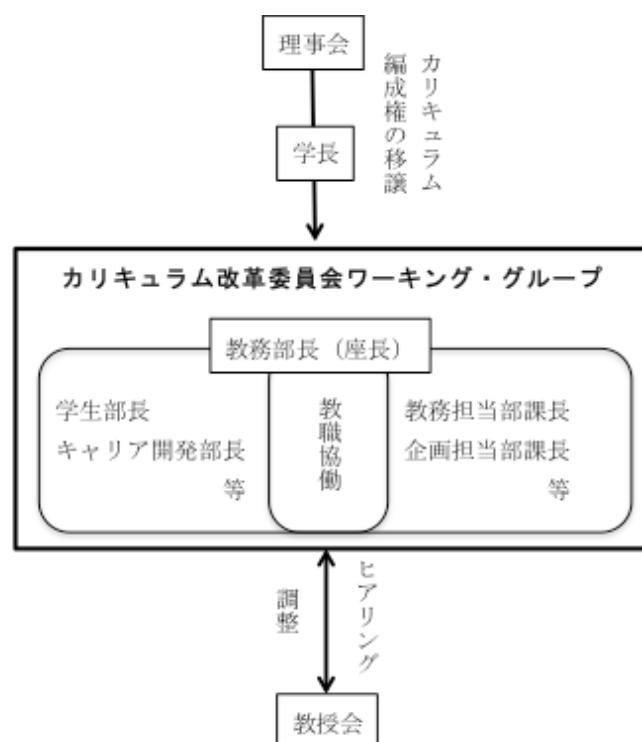 理事会
カリキュラム
編成権の移譲
学長
カリキュラム改革委員会ワーキング・グループ
教務部長（座長）
学生部長
キャリア開発部長
等
教職協働
教務担当部課長
企画担当部課長
等
ヒアリング
調整
教授会